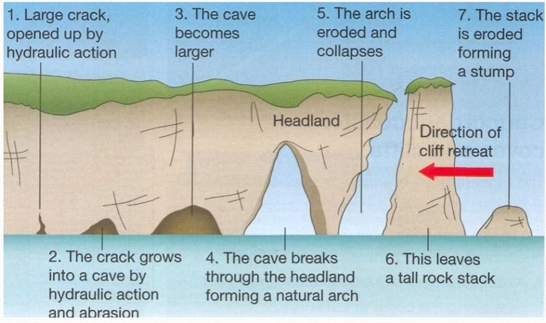 1. Large crack,
opened up by
hydraulic action
3. The cave
becomes
larger
5. The arch is
eroded and
collapses
7. The stack
is eroded
forming
a stump
Headland
Direction of
cliff retreat
2. The crack grows
into a cave by
hydraulic action
and abrasion
4. The cave breaks
through the headland
forming a natural arch
6. This leaves
a tall rock stack